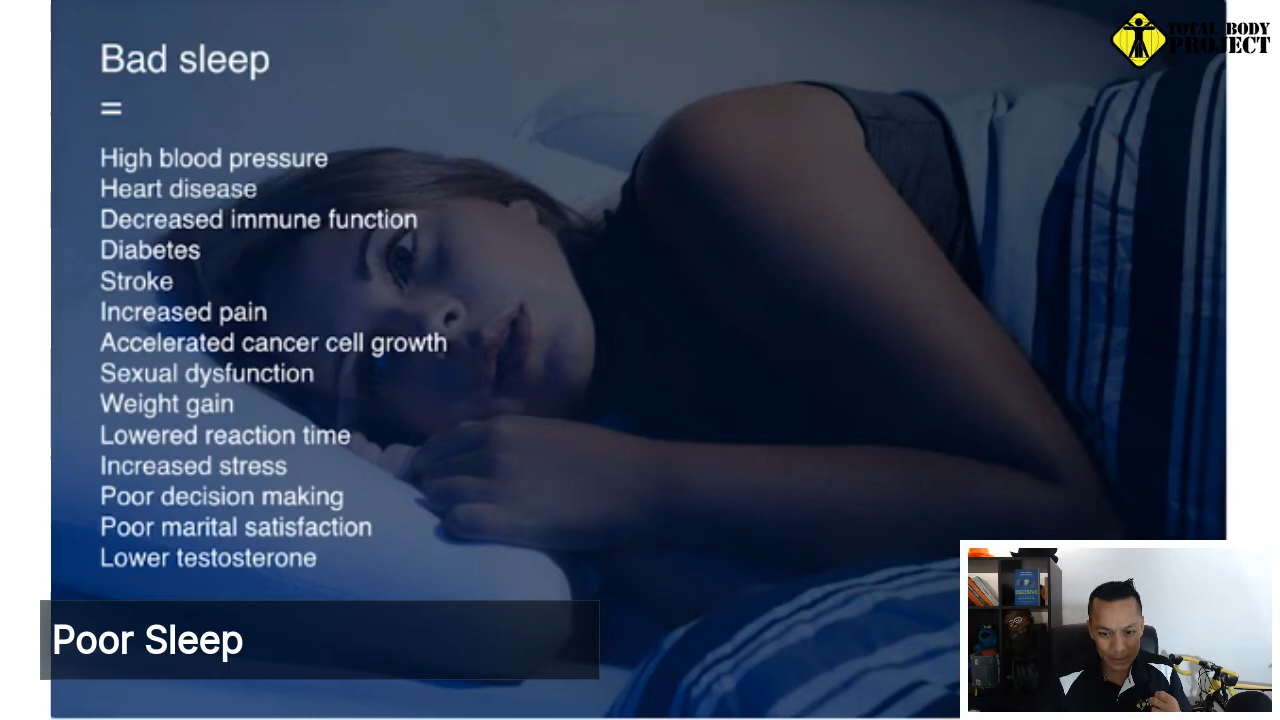 Bad sleep
=
High blood pressure
Heart disease
Decreased immune function
Diabetes
Stroke
Increased pain
Accelerated cancer cell growth
Sexual dysfunction
Weight gain
Lowered reaction time
Increased stress
Poor decision making
Poor marital satisfaction
Lower testosterone
Poor Sleep
TOTAL BODY
PROJECT
DECISIVE